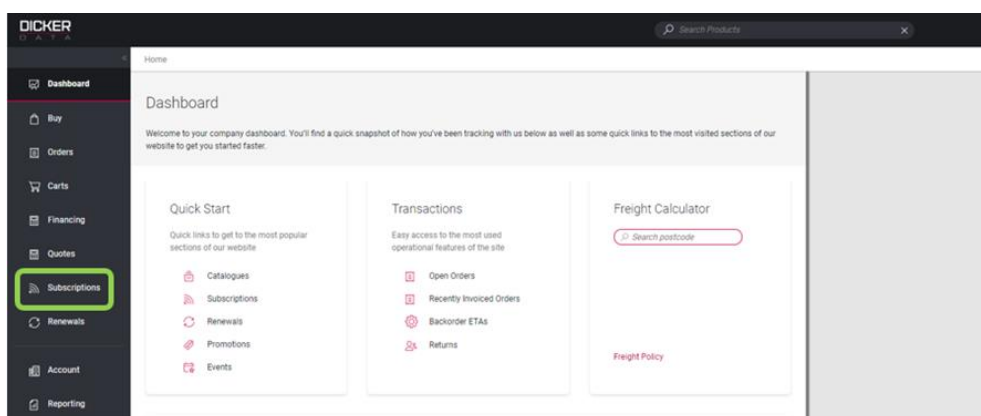 DICKER
DATA
Search Products
Home
Dashboard
Buy
Orders
Carts
Financing
Quotes
Subscriptions
Renewals
Account
Reporting
Dashboard
Welcome to your company dashboard. You'll find a quick snapshot of how you've been tracking with us below as well as some quick links to the most visited sections of our
website to get you started faster.
Quick Start
Quick links to get to the most popular
sections of our website
Catalogues
Subscriptions
Renewals
Promotions
Events
Transactions
Easy access to the most used
operational features of the site
Open Orders
Recently Invoiced Orders
Backorder ETAs
Returns
Freight Calculator
Search postcode
Freight Policy